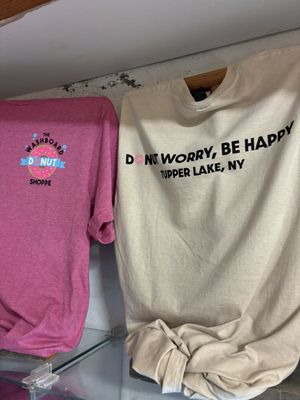 THE
WASHBOARD
DONUT
SHOPPE
DONUT WORRY, BE HAPPY
TUPPER LAKE, NY